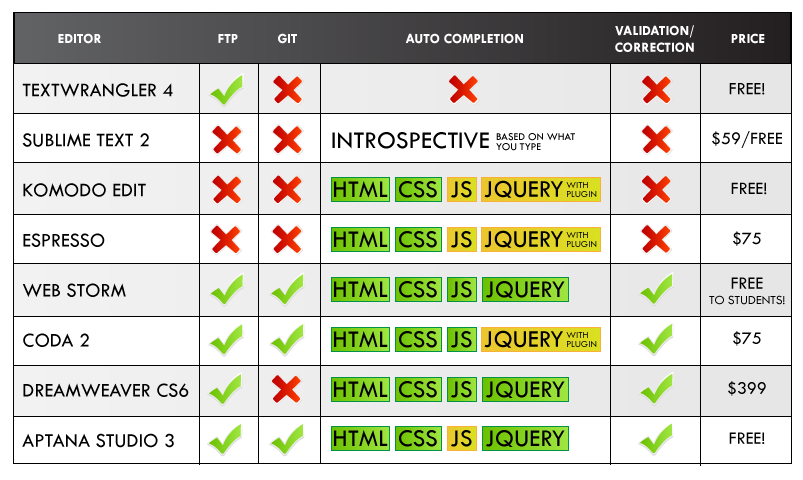 EDITOR FTP GIT AUTO COMPLETION VALIDATION/ CORRECTION PRICE
TEXTWRANGLER 4 FREE!
SUBLIME TEXT 2 INTROSPECTIVE BASED ON WHAT YOU TYPE $59/FREE
KOMODO EDIT HTML CSS JS JQUERY WITH PLUGIN FREE!
ESPRESSO HTML CSS JS JQUERY WITH PLUGIN $75
WEB STORM HTML CSS JS JQUERY FREE TO STUDENTS!
CODA 2 HTML CSS JS JQUERY WITH PLUGIN $75
DREAMWEAVER CS6 HTML CSS JS JQUERY $399
APTANA STUDIO 3 HTML CSS JS JQUERY FREE!